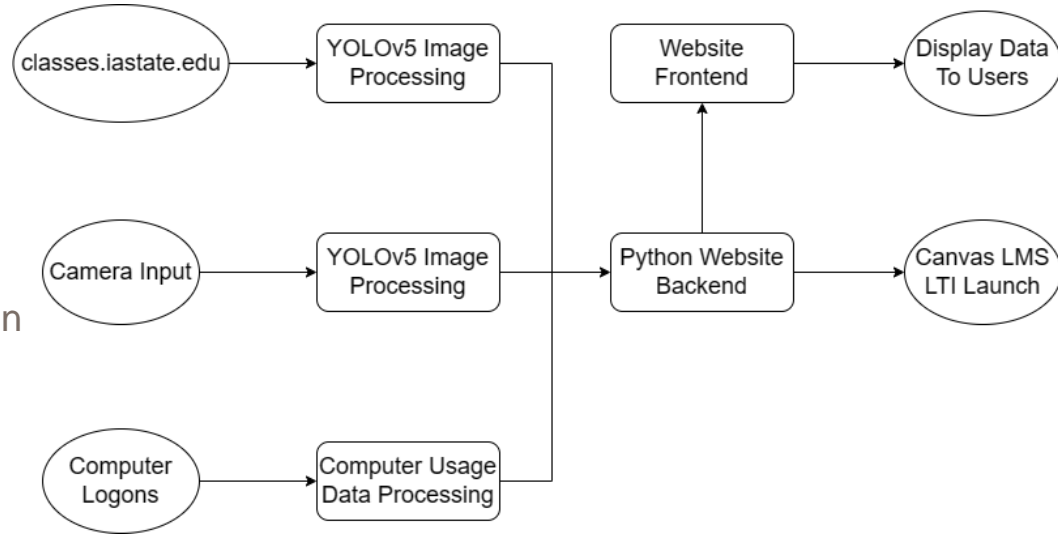 classes.iastate.edu
YOLOv5 Image
Processing
Website
Frontend
Display Data
To Users
Camera Input
YOLOv5 Image
Processing
Python Website
Backend
Canvas LMS
LTI Launch
n
Computer
Logons
Computer Usage
Data Processing